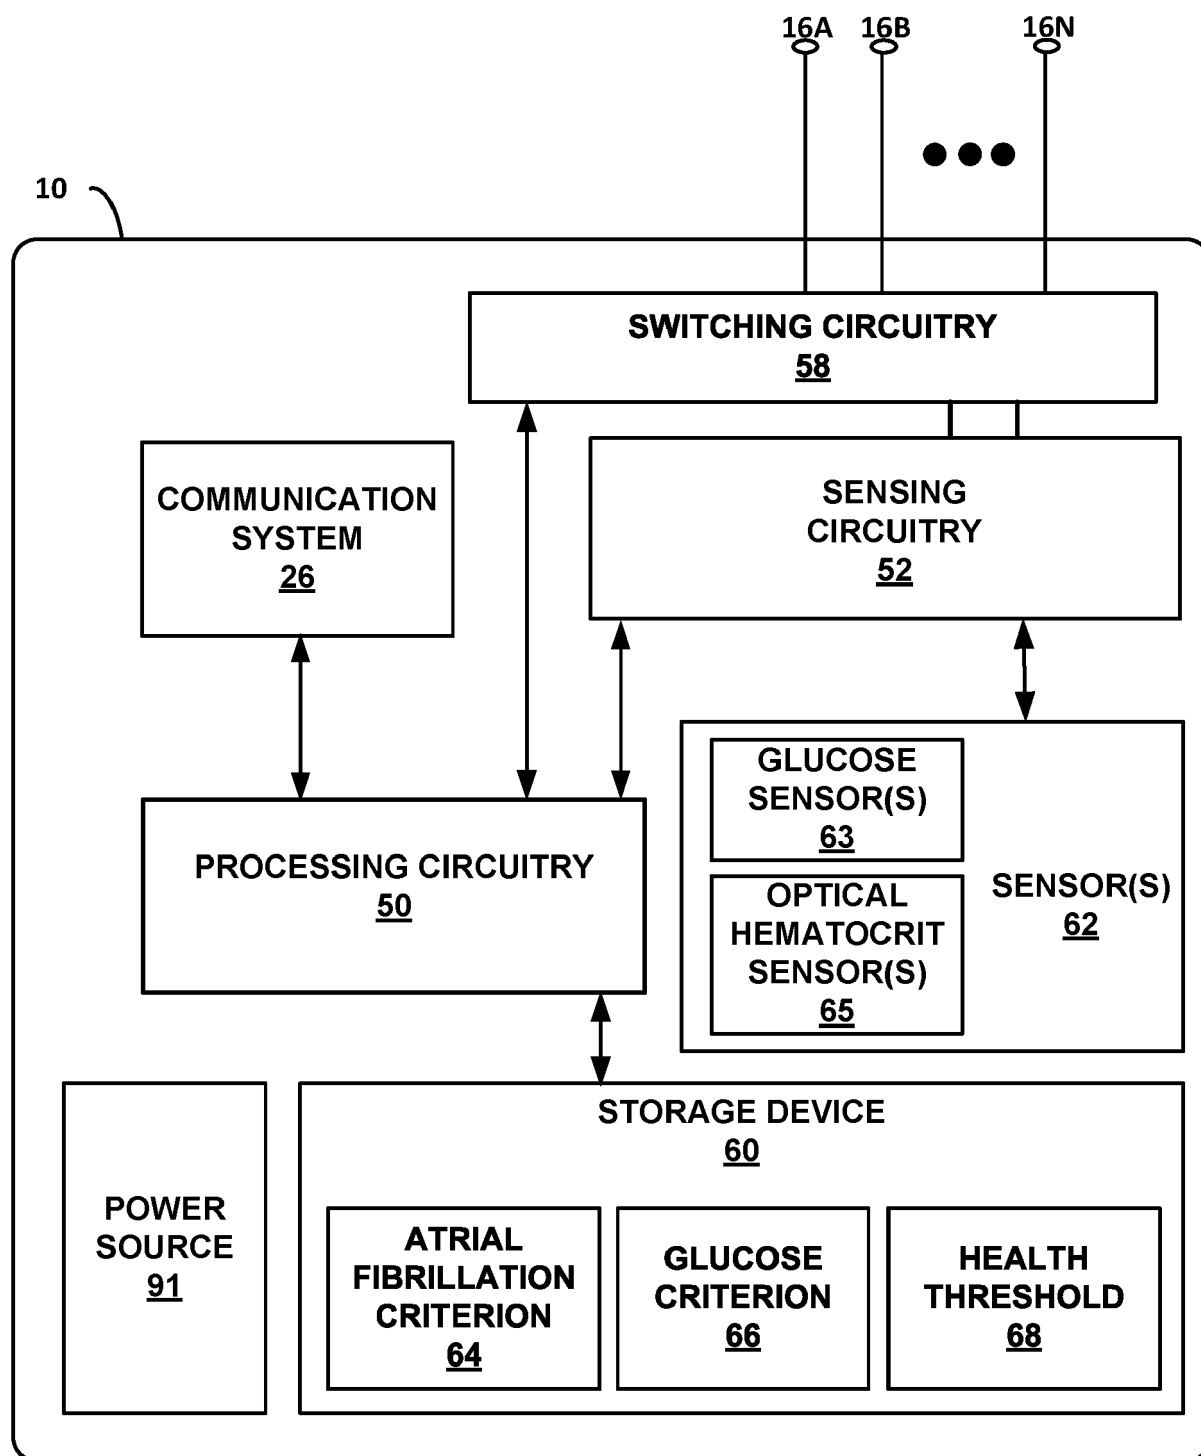 16A 16B 16N
10
SWITCHING CIRCUITRY
58
COMMUNICATION
SYSTEM
26
SENSING
CIRCUITRY
52
PROCESSING CIRCUITRY
50
GLUCOSE
SENSOR(S)
63
OPTICAL
HEMATOCRIT
SENSOR(S)
65
SENSOR(S)
62
POWER
SOURCE
91
STORAGE DEVICE
60
ATRIAL
FIBRILLATION
CRITERION
64
GLUCOSE
CRITERION
66
HEALTH
THRESHOLD
68